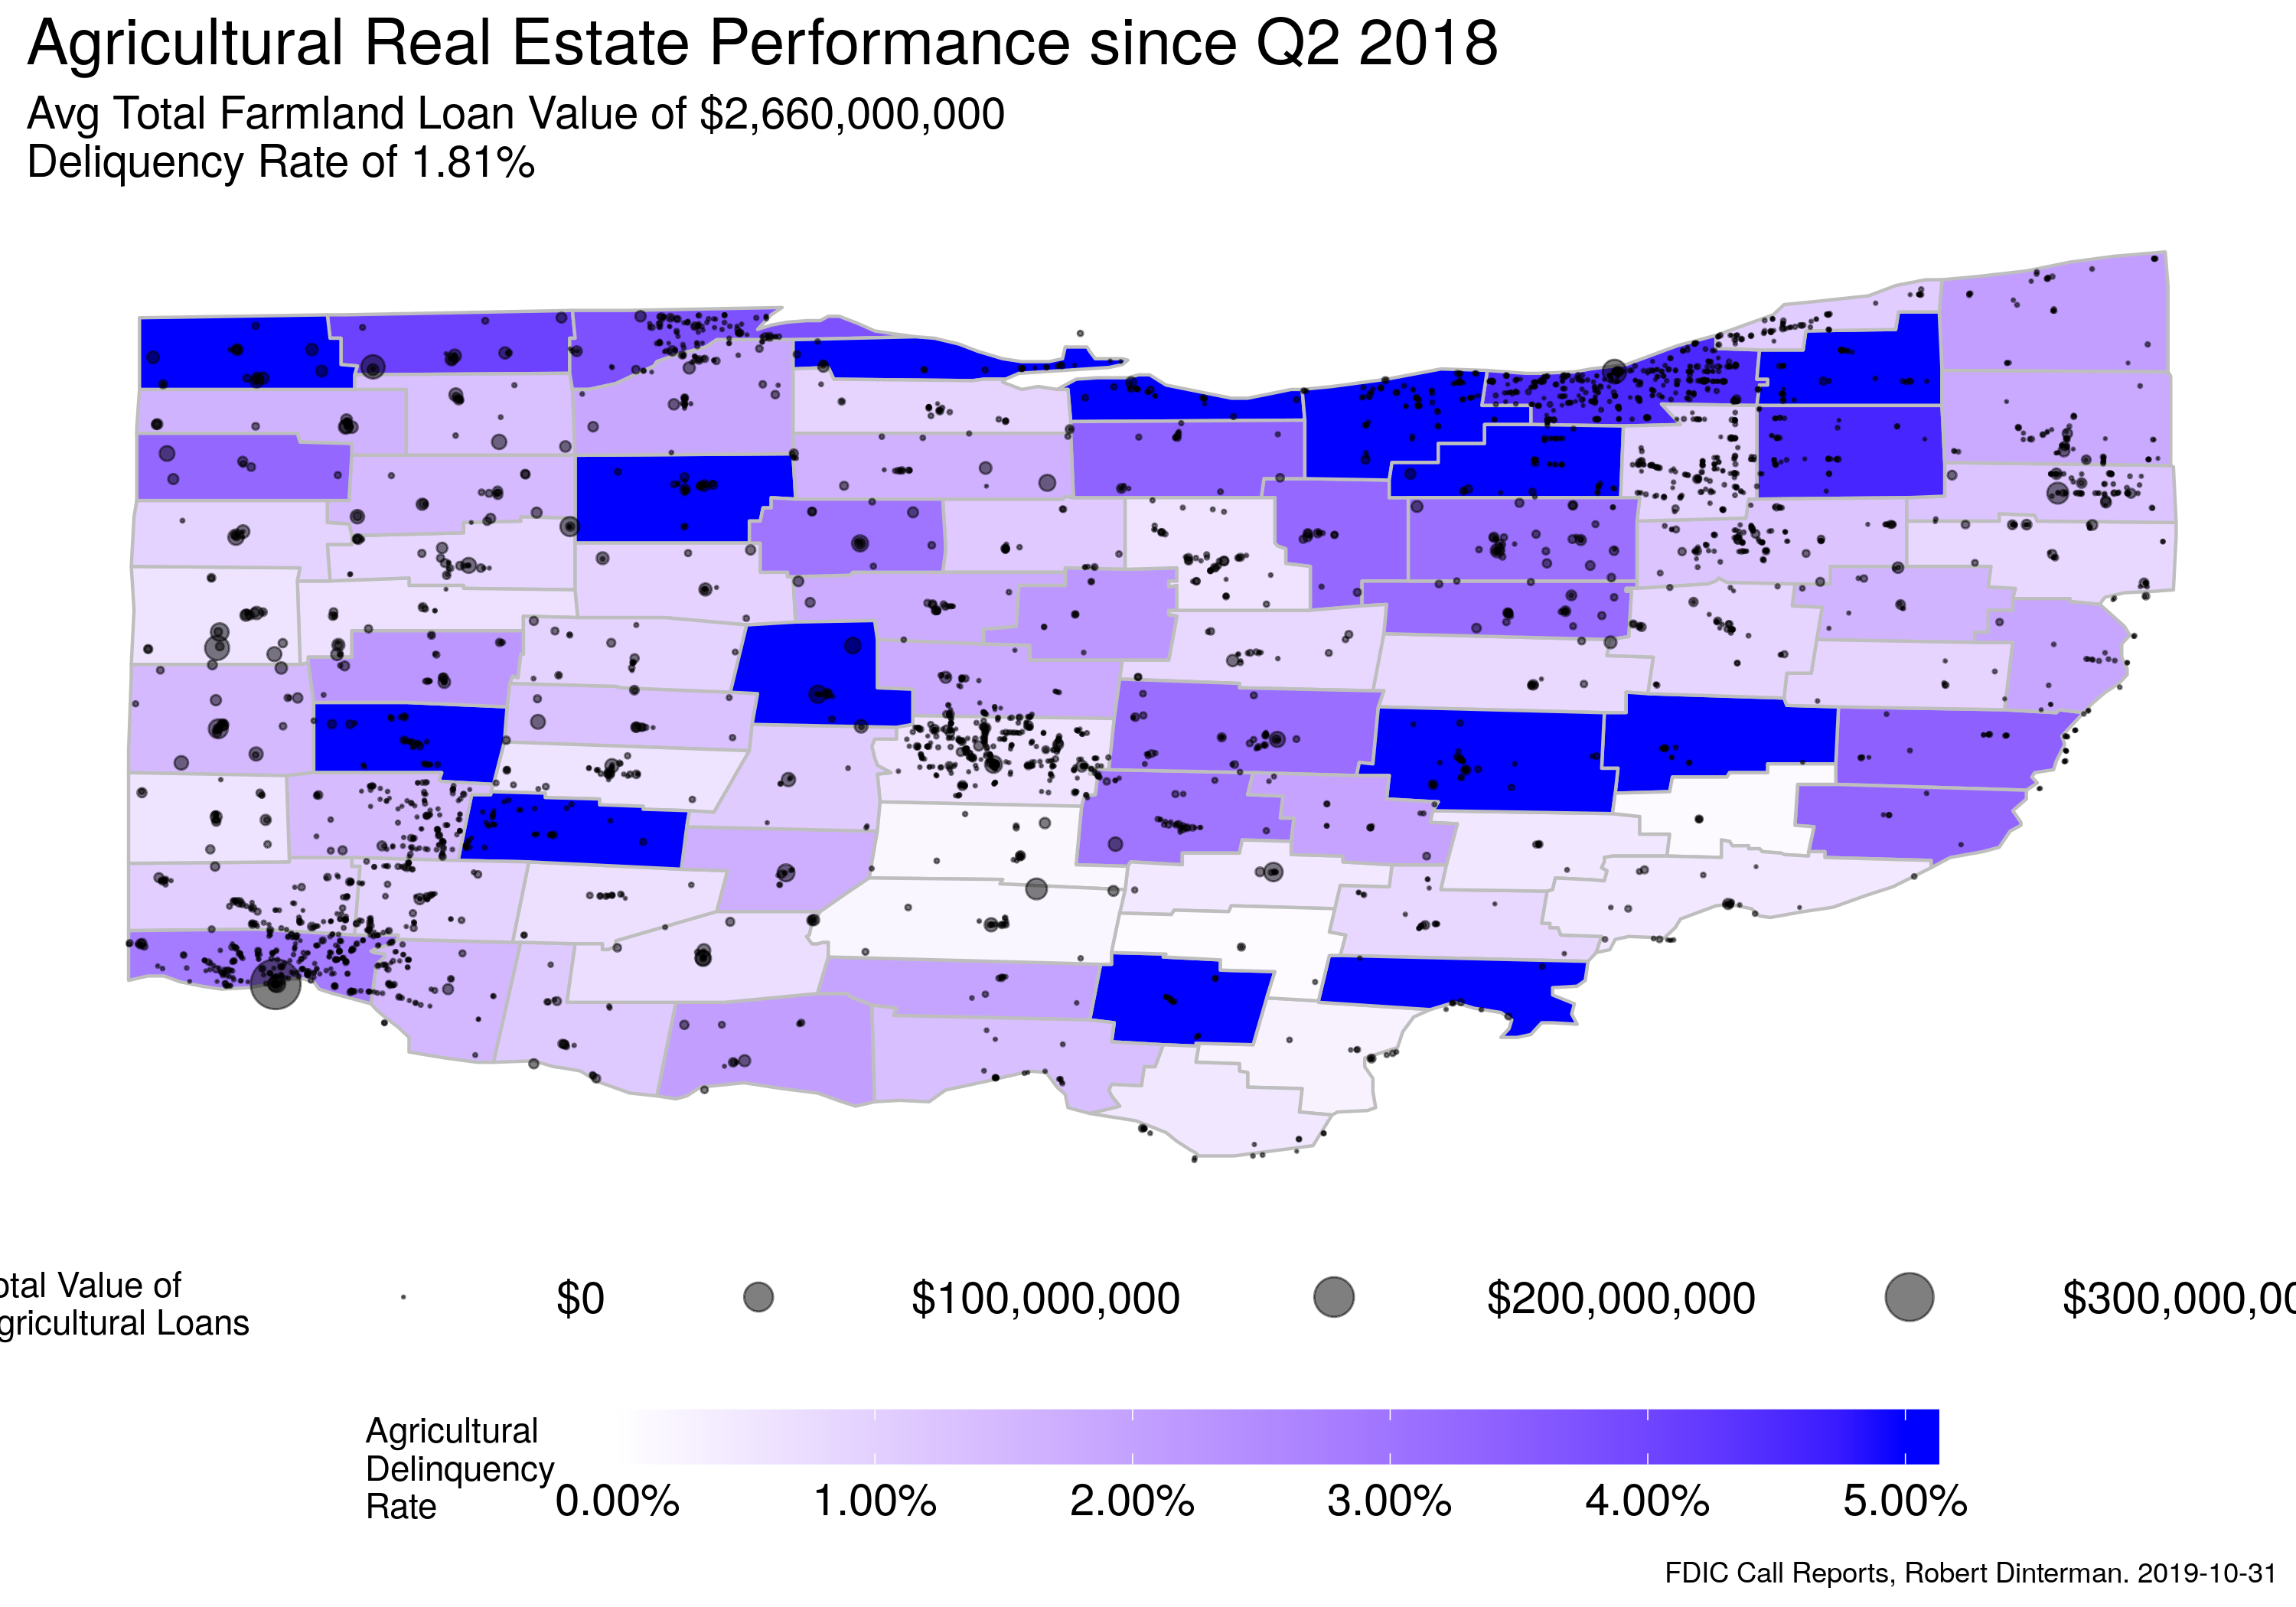 Agricultural Real Estate Performance since Q2 2018
Avg Total Farmland Loan Value of $2,660,000,000
Deliquency Rate of 1.81%
otal Value of
gricultural Loans
$0
$100,000,000
$200,000,000
$300,000,00
Agricultural
Delinquency
Rate
0.00%
1.00%
2.00%
3.00%
4.00%
5.00%
FDIC Call Reports, Robert Dinterman. 2019-10-31